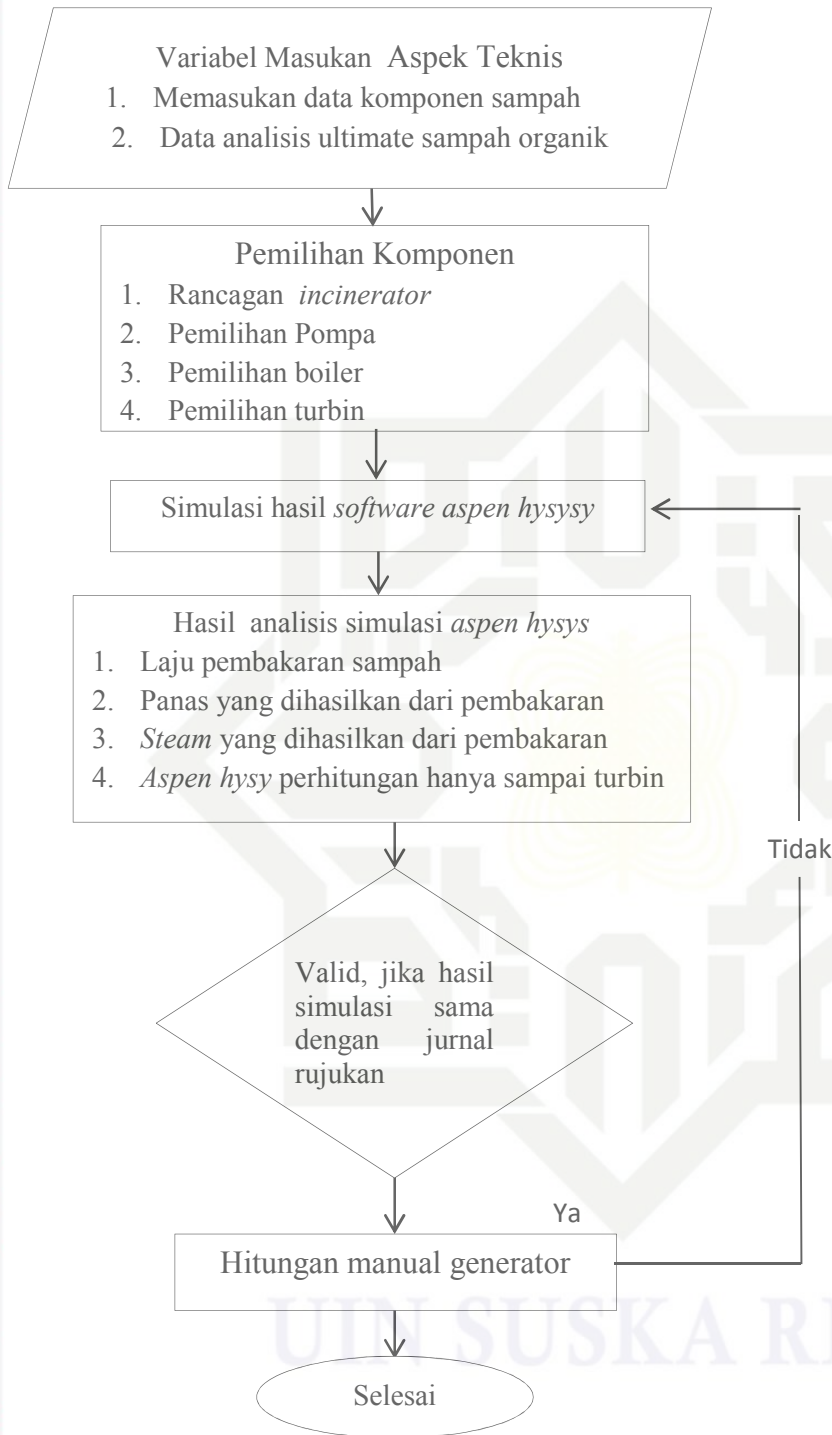 Variabel Masukan Aspek Teknis
1. Memasukan data komponen sampah
2. Data analisis ultimate sampah organik
Pemilihan Komponen
1. Rancagan incinerator
2. Pemilihan Pompa
3. Pemilihan boiler
4. Pemilihan turbin
Simulasi hasil software aspen hysysy
Hasil analisis simulasi aspen hysys
1. Laju pembakaran sampah
2. Panas yang dihasilkan dari pembakaran
3. Steam yang dihasilkan dari pembakaran
4. Aspen hysy perhitungan hanya sampai turbin
Tidak
Valid, jika hasil
simulasi sama
dengan jurnal
rujukan
Ya
Hitungan manual generator
UIN SUSKA
Selesai